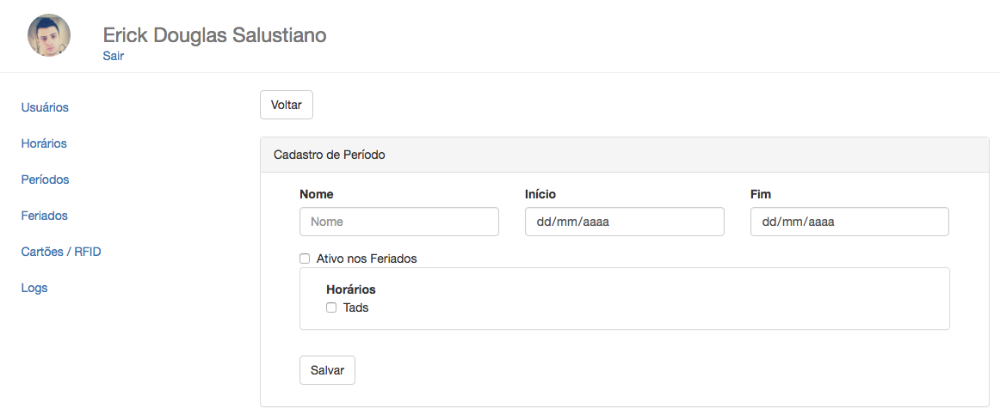 Erick Douglas Salustiano
Sair
Usuários
Horários
Períodos
Feriados
Cartões / RFID
Logs
Voltar
Cadastro de Período
Nome Início Fim
Nome dd/mm/aaaa dd/mm/aaaa
Ativo nos Feriados
Horários
Tads
Salvar